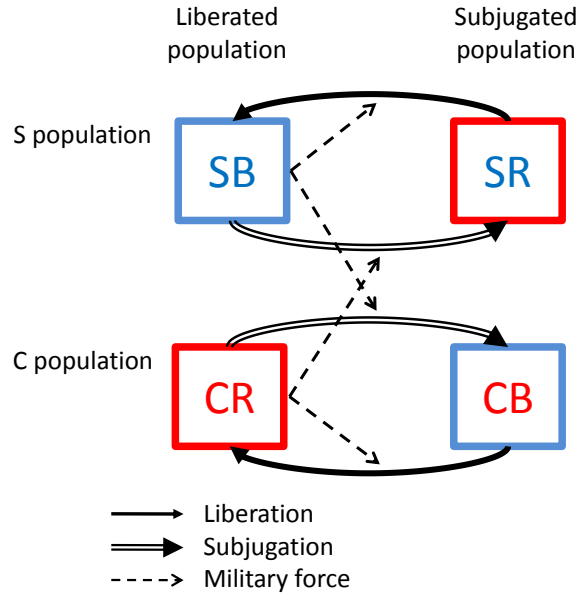 Liberated
population
Subjugated
population
S population
SB
SR
C population
CR
CB
Liberation
Subjugation
Military force